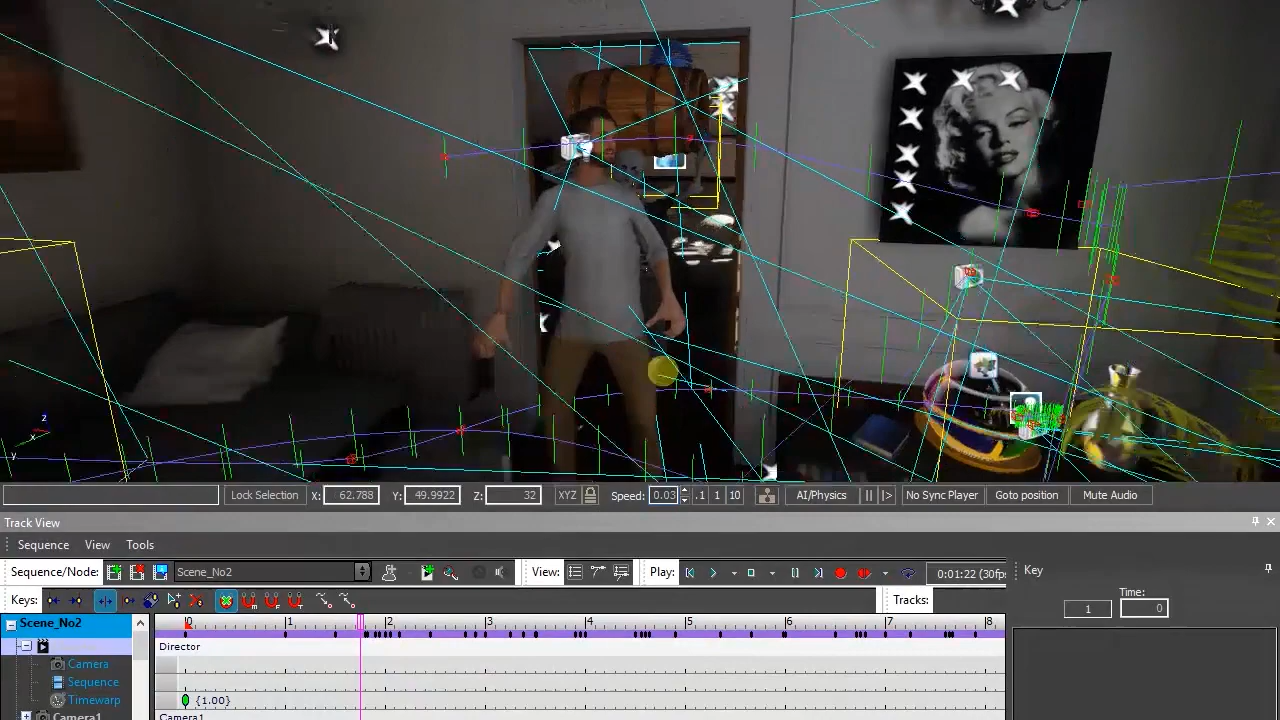 z
x
y
Lock Selection X: 62.788 Y: 49.9922 Z: 32 XYZ Speed: 0.03 .1 1 10 AI/Physics No Sync Player Goto position Mute Audio
Track View
Sequence View Tools
Sequence/Node: Scene_No2 View: Play: 0:01:22 (30fps Key
Keys: Tracks: 1 Time: 0
Scene_No2 0 1 2 3 4 5 6 7 8
Director
Camera
Sequence
Timewarp {1.00}
Camera1 Camera1